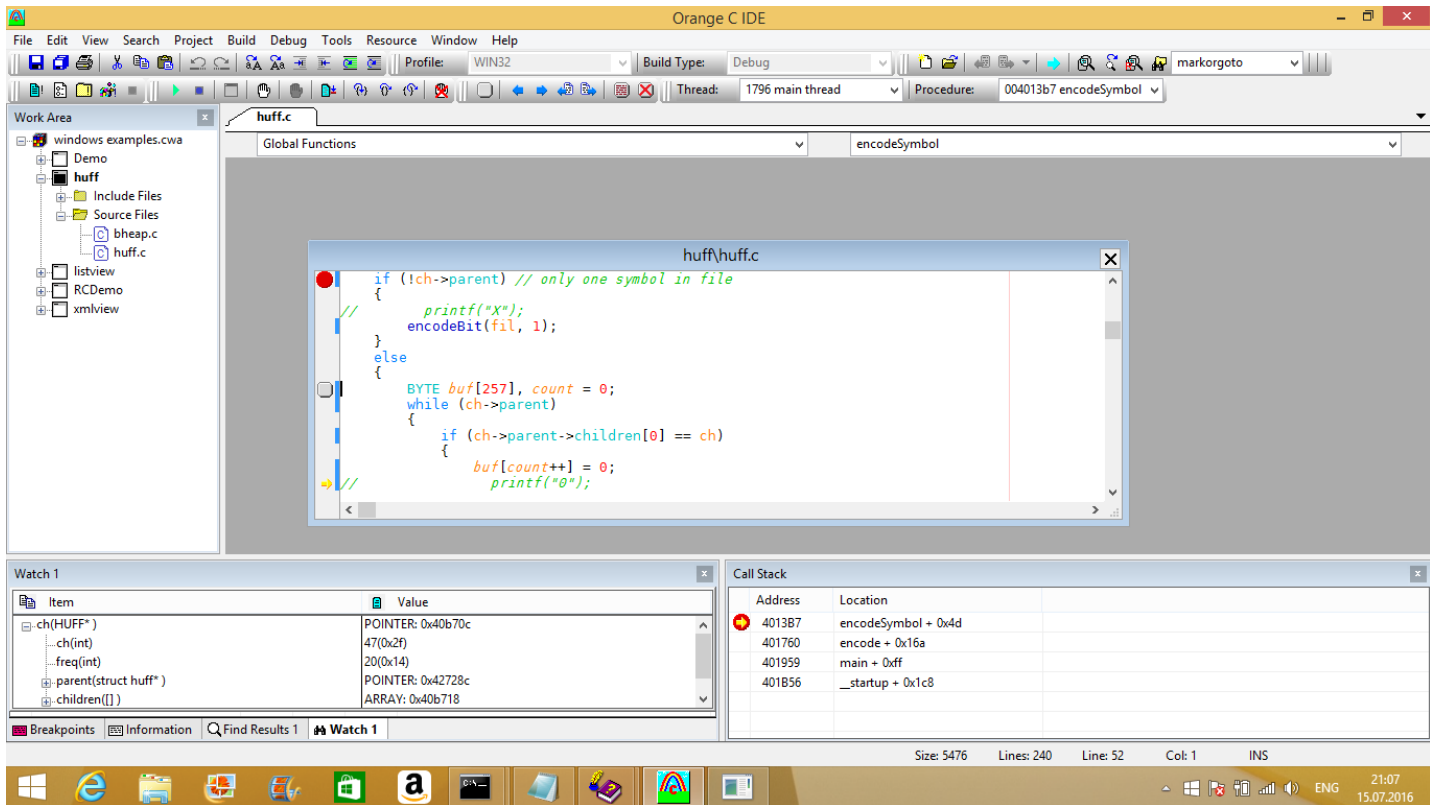 Orange C IDE
File Edit View Search Project Build Debug Tools Resource Window Help
Profile: WIN32 Build Type: Debug markorgoto
Thread: 1796 main thread Procedure: 004013b7 encodeSymbol
Work Area
windows examples.cwa
Demo
huff
Include Files
Source Files
bheap.c
huff.c
listview
RCDemo
xmlview
huff.c
Global Functions encodeSymbol
huff\huff.c
if (!ch->parent) // only one symbol in file
{
// printf("X");
encodeBit(fil, 1);
}
else
{
BYTE buf[257], count = 0;
while (ch->parent)
{
if (ch->parent->children[0] == ch)
{
buf[count++] = 0;
// printf("0");
Watch 1
Item Value
ch(HUFF* ) POINTER: 0x40b70c
ch(int) 47(0x2f)
freq(int) 20(0x14)
parent(struct huff* ) POINTER: 0x42728c
children([] ) ARRAY: 0x40b718
Breakpoints Information Find Results 1 Watch 1
Call Stack
Address Location
4013B7 encodeSymbol + 0x4d
401760 encode + 0x16a
401959 main + 0xff
401B56 __startup + 0x1c8
Size: 5476 Lines: 240 Line: 52 Col: 1 INS
a
ENG
21:07
15.07.2016